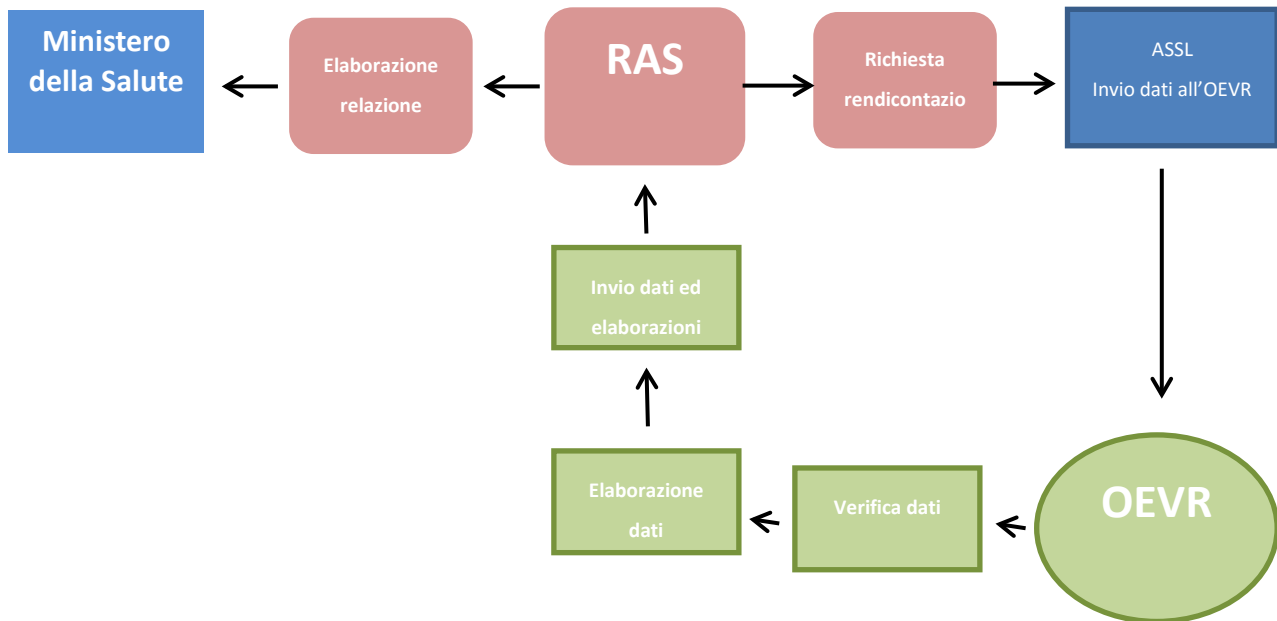 Ministero
della Salute
Elaborazione
relazione
RAS
Richiesta
rendicontazio
ASSL
Invio dati all'OEVR
Invio dati ed
elaborazioni
Elaborazione
dati
Verifica dati
OEVR